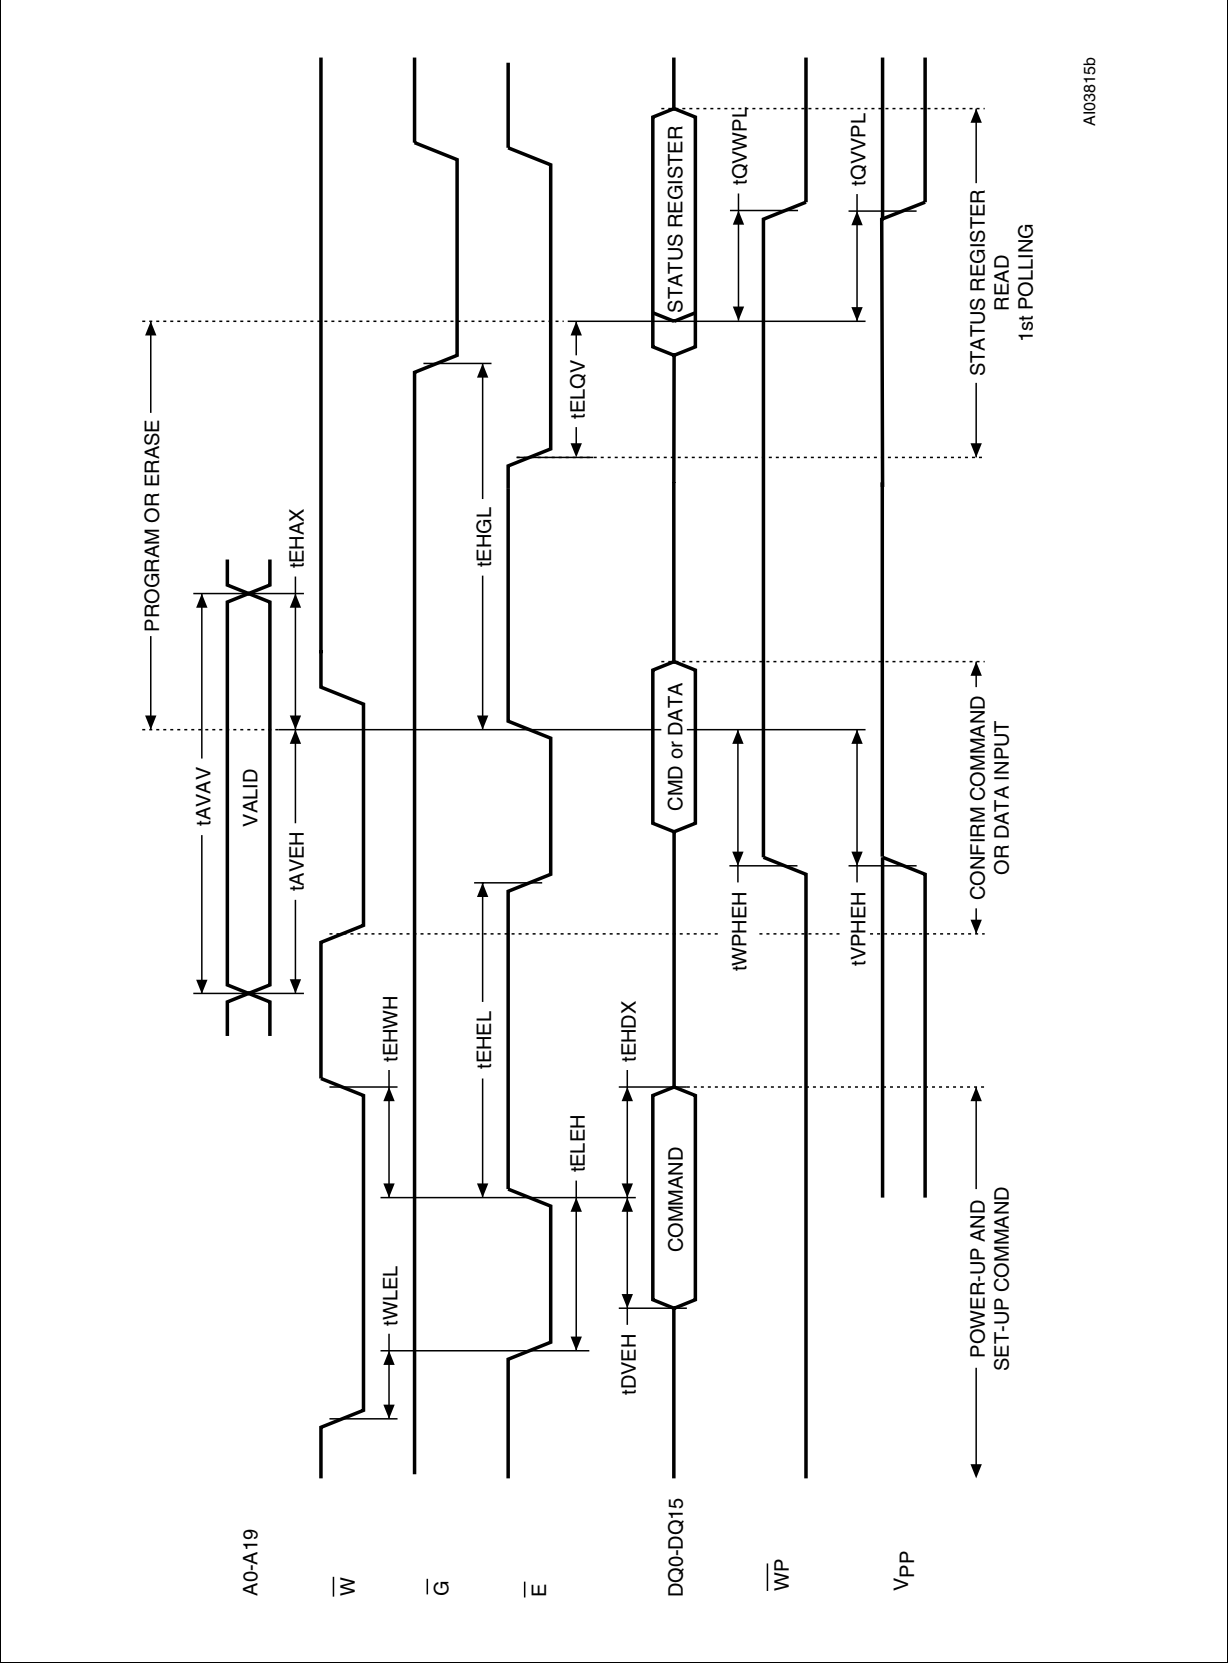 PROGRAM OR ERASE
tAVAV
A0-A19
VALID
tAVEH
tEHAX
W
tWLEL
tEHWH
G
tEHEL
tEHGL
E
tELEH
tELQV
tDVEH
tEHDX
DQ0-DQ15
COMMAND
CMD or DATA
STATUS REGISTER
tWPHEH
tQVWPL
WP
tVPHEH
tQVVPL
VPP
POWER-UP AND
SET-UP COMMAND
CONFIRM COMMAND
OR DATA INPUT
STATUS REGISTER
READ
1st POLLING
AI03815b